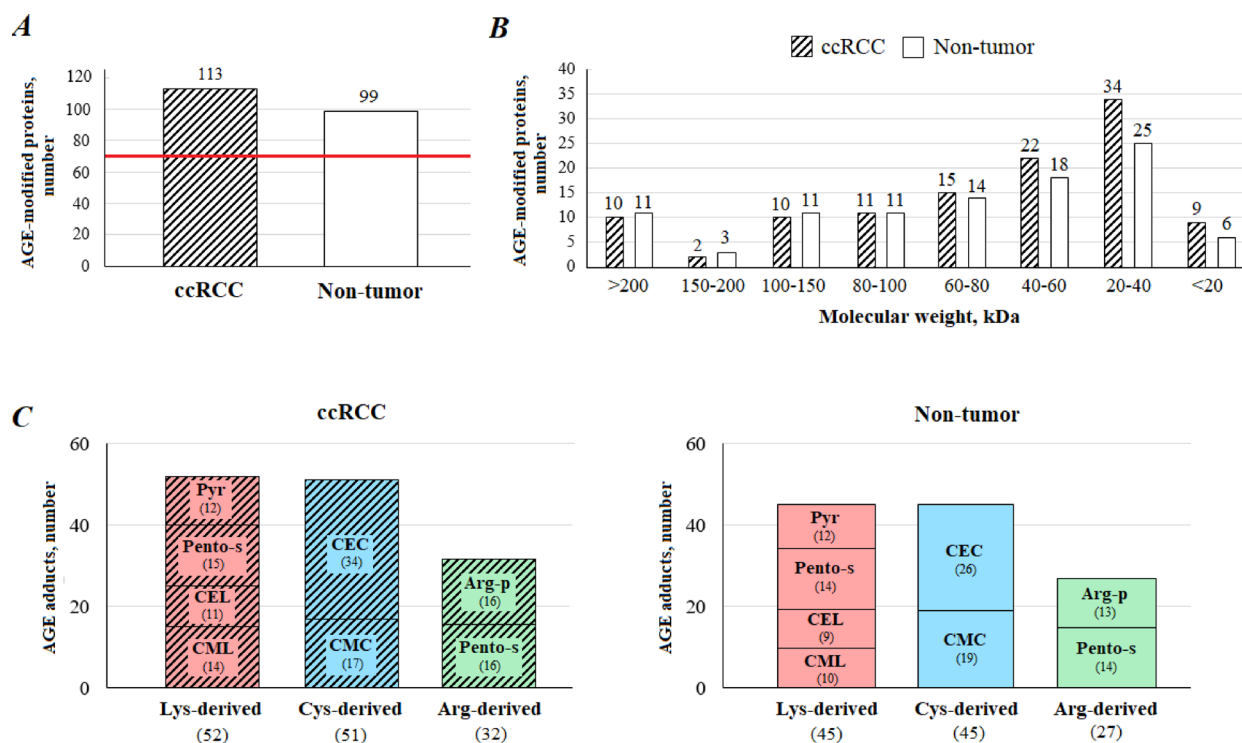 A
AGE-modified proteins,
number
120
100
80
60
40
20
0
113
99
ccRCC
Non-tumor
B
ccRCC
Non-tumor
AGE-modified proteins,
number
40
35
30
25
20
15
10
5
0
10 11
2 3
10 11
11 11
15 14
22 18
34 25
9 6
>200 150-200 100-150 80-100 60-80 40-60 20-40 <20
Molecular weight, kDa
C
ccRCC
AGE adducts, number
60
40
20
0
Pyr
(12)
Pento-s
(15)
CEL
(11)
CML
(14)
CEC
(34)
CMC
(17)
Arg-p
(16)
Pento-s
(16)
Lys-derived Cys-derived Arg-derived
(52) (51) (32)
Non-tumor
AGE adducts, number
60
40
20
0
Pyr
(12)
Pento-s
(14)
CEL
(9)
CML
(10)
CEC
(26)
CMC
(19)
Arg-p
(13)
Pento-s
(14)
Lys-derived Cys-derived Arg-derived
(45) (45) (27)